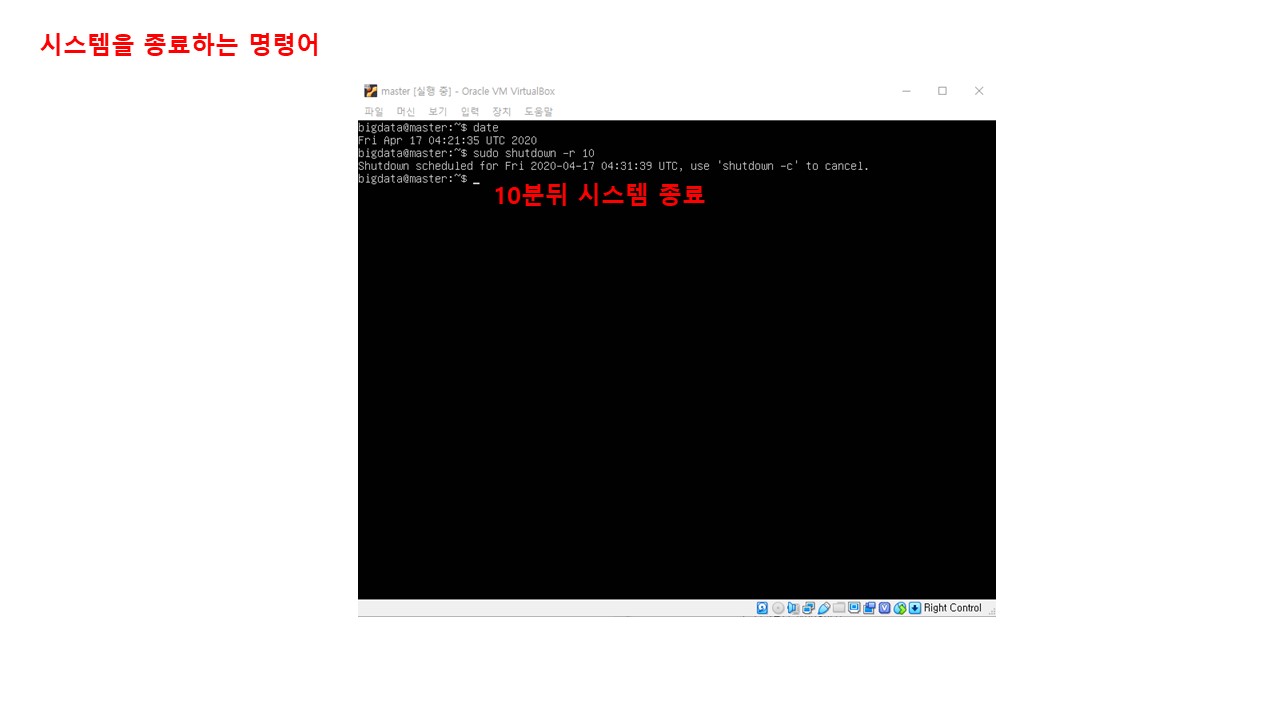 시스템을 종료하는 명령어
master [실행 중] - Oracle VM VirtualBox
파일 머신 보기 입력 장치 도움말
bigdata@master:~$ date
Fri Apr 17 04:21:35 UTC 2020
bigdata@master:~$ sudo shutdown -r 10
Shutdown scheduled for Fri 2020-04-17 04:31:39 UTC, use 'shutdown -c' to cancel.
bigdata@master:~$ _
10분뒤 시스템 종료
Right Control